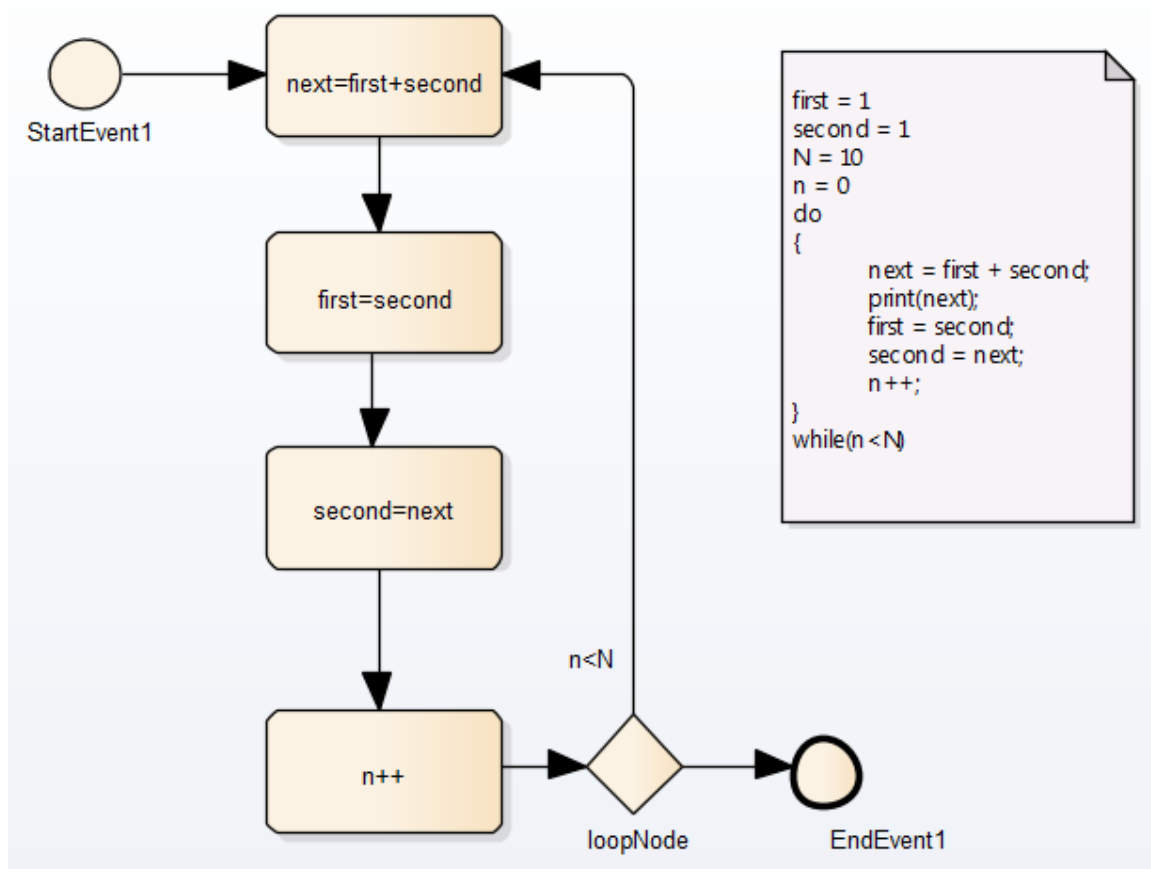 next=first+second
StartEvent1
first=second
second=next
n<N
n++
loopNode
EndEvent1
first = 1
second = 1
N = 10
n = 0
do
{
next = first + second;
print(next);
first = second;
second = next;
n++;
}
while(n<N)